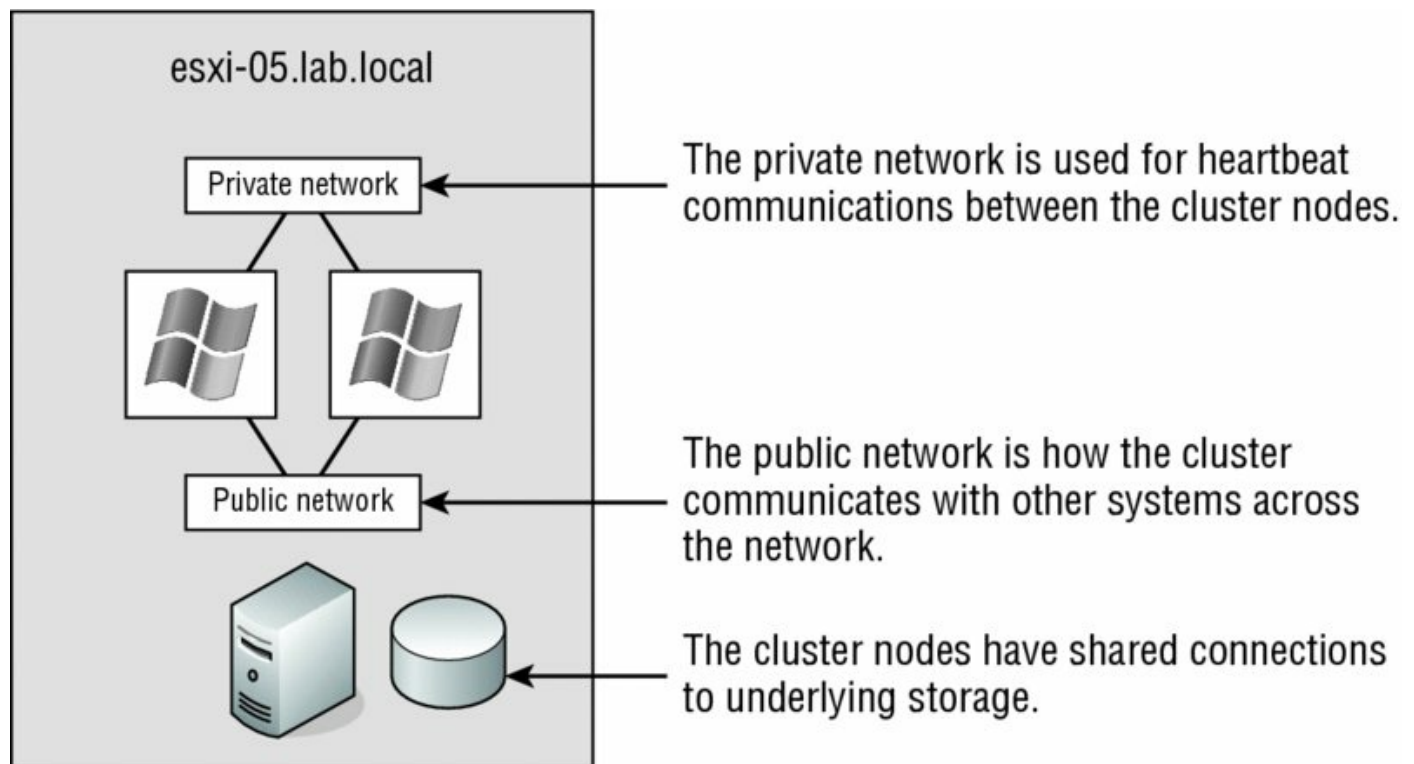 esxi-05.lab.local
Private network
The private network is used for heartbeat
communications between the cluster nodes.
Public network
The public network is how the cluster
communicates with other systems across
the network.
The cluster nodes have shared connections
to underlying storage.